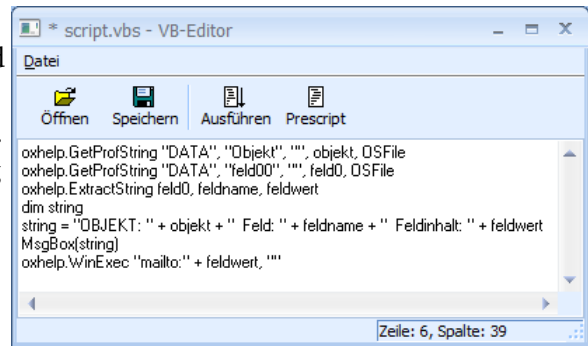 * script.vbs - VB-Editor
Datei
Öffnen Speichern Ausführen Prescript
oxhelp.GetProfString "DATA", "Objekt", "", objekt, OSFile
oxhelp.GetProfString "DATA", "feld00", "", feld0, OSFile
oxhelp.ExtractString feld0, feldname, feldwert
dim string
string = "OBJEKT: " + objekt + " Feld: " + feldname + " Feldinhalt: " + feldwert
MsgBox(string)
oxhelp.WinExec "mailto:" + feldwert, ""
Zeile: 6, Spalte: 39